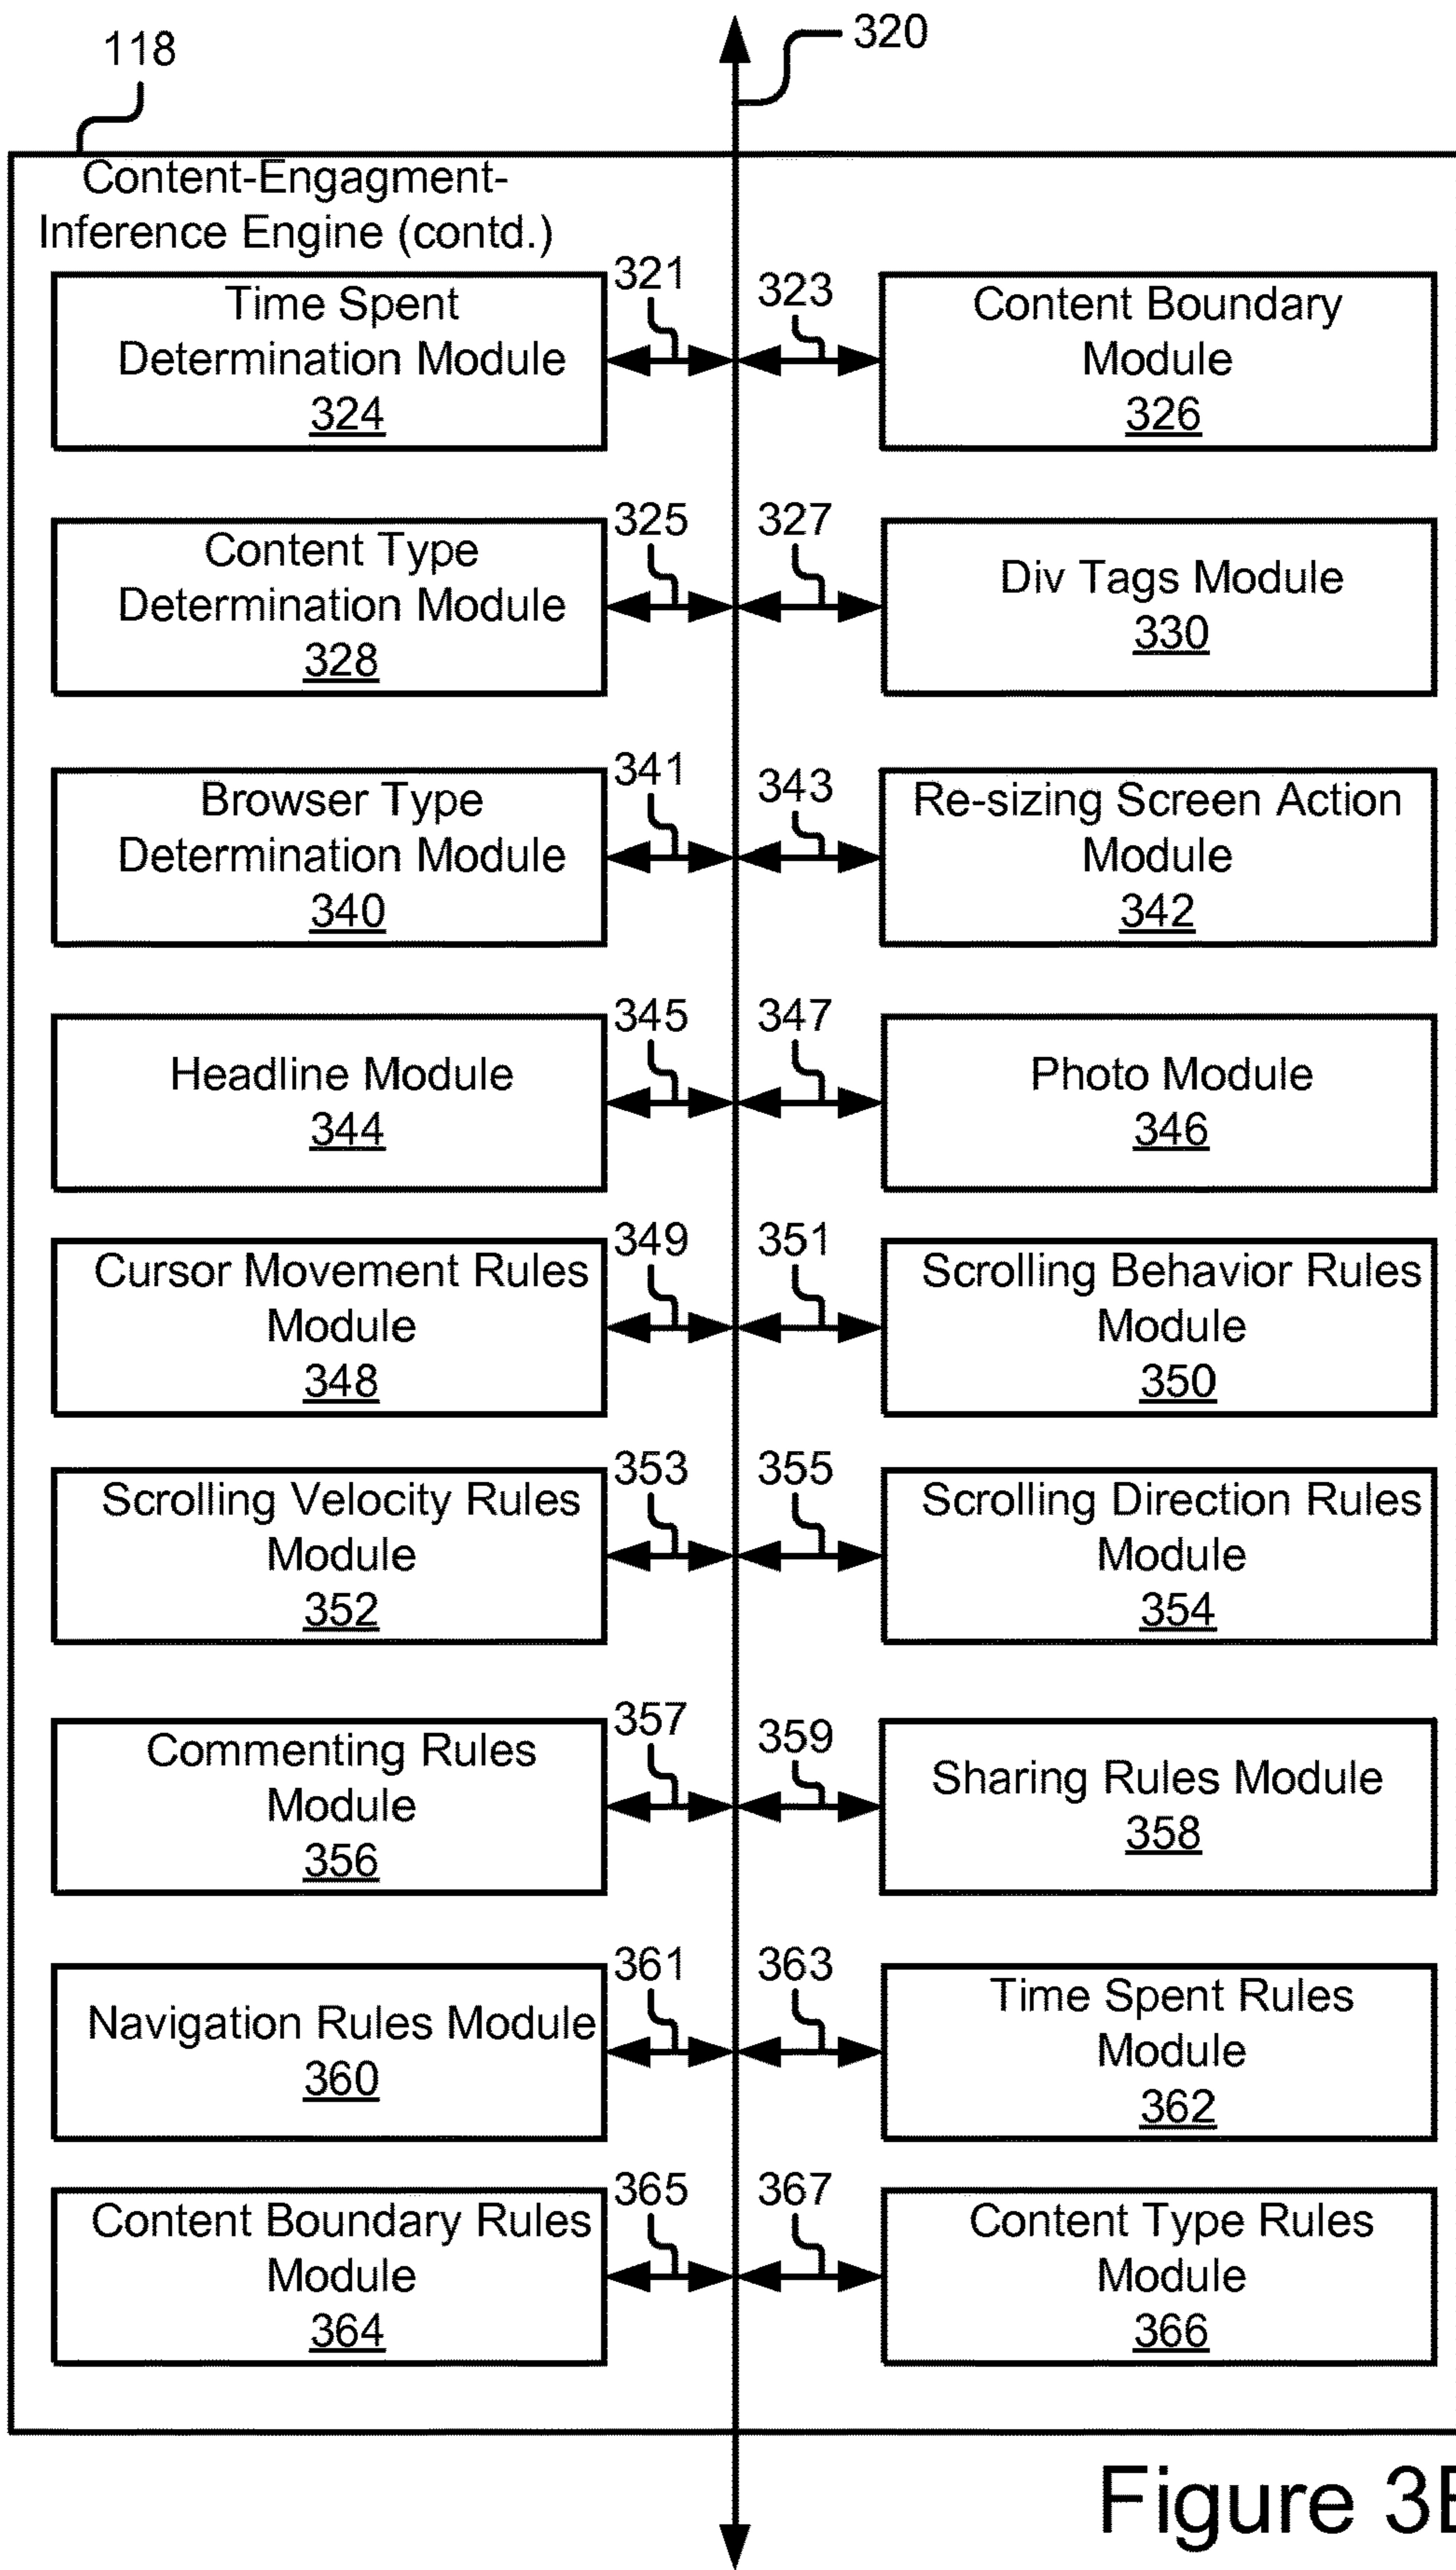 118
320
Content-Engagment-
Inference Engine (contd.)
321
323
Time Spent
Determination Module
324
Content Boundary
Module
326
325
327
Content Type
Determination Module
328
Div Tags Module
330
341
343
Browser Type
Determination Module
340
Re-sizing Screen Action
Module
342
345
347
Headline Module
344
Photo Module
346
349
351
Cursor Movement Rules
Module
348
Scrolling Behavior Rules
Module
350
353
355
Scrolling Velocity Rules
Module
352
Scrolling Direction Rules
Module
354
357
359
Commenting Rules
Module
356
Sharing Rules Module
358
361
363
Navigation Rules Module
360
Time Spent Rules
Module
362
365
367
Content Boundary Rules
Module
364
Content Type Rules
Module
366
Figure 3